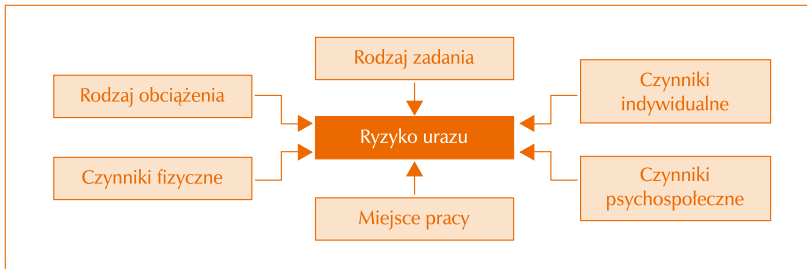 Rodzaj zadania
Rodzaj obciążenia
Czynniki
indywidualne
Ryzyko urazu
Czynniki fizyczne
Czynniki
psychospołeczne
Miejsce pracy